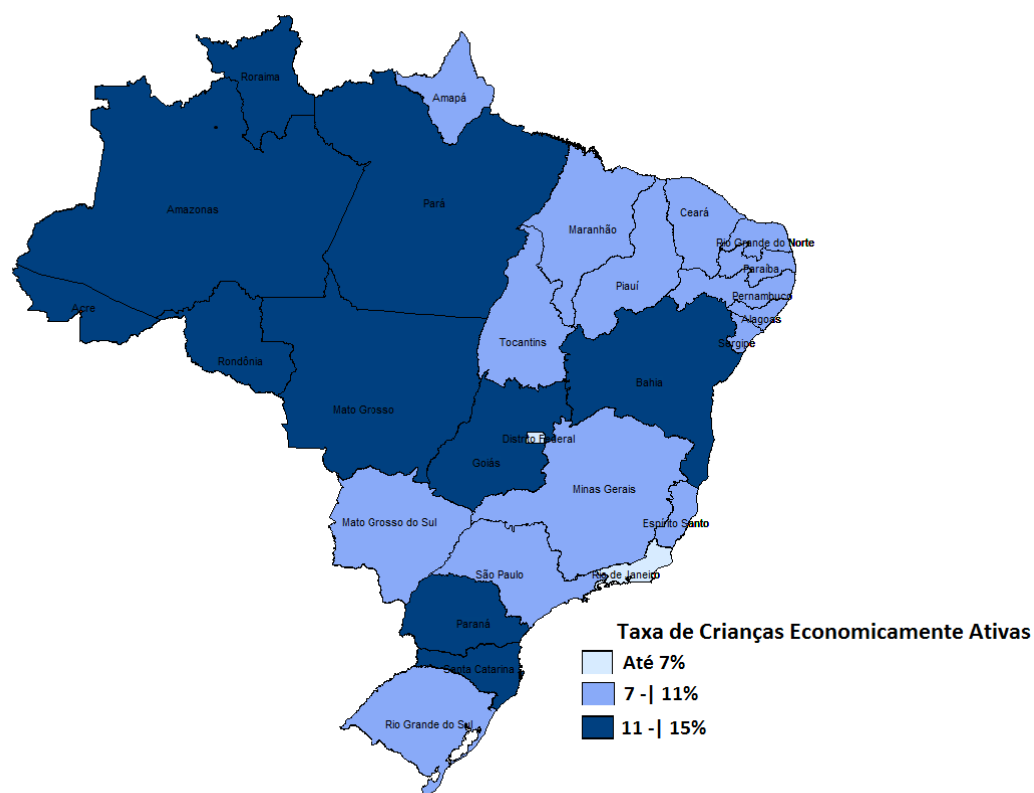 Roraima
Amapá
Amazonas
Pará
Ceará
Maranhão
Rio Grande do Norte
Paraíba
Piauí
Pernambuco
Alagoas
Tocantins
Sergipe
Acre
Rondônia
Bahia
Mato Grosso
Distrito Federal
Goiás
Minas Gerais
Mato Grosso do Sul
Espírito Santo
São Paulo
Rio de Janeiro
Paraná
Taxa de Crianças Economicamente Ativas
Até 7%
Santa Catarina
7 -| 11%
Rio Grande do Sul
11 -| 15%